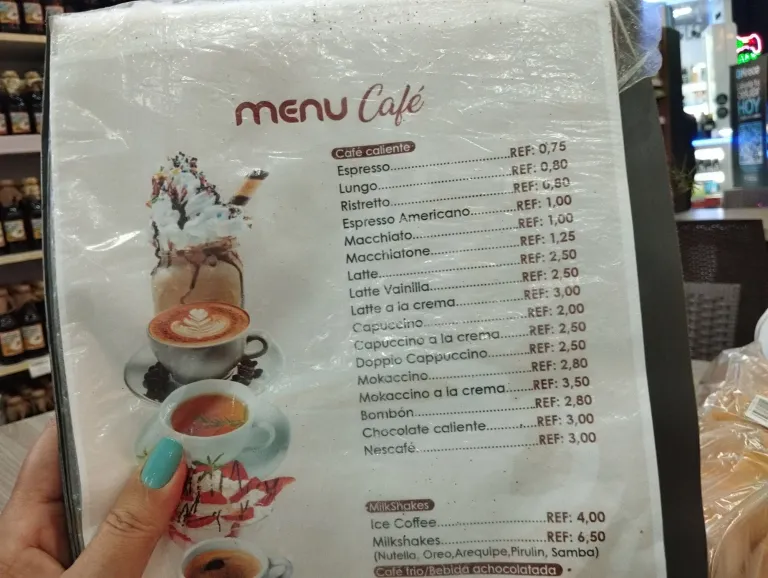 MENU Café
Café caliente
Espresso...REF: 0,75
Lungo...REF: 0,80
Ristretto...REF: 0,80
Espresso Americano...REF: 1,00
Macchiato...REF: 1,00
Macchiatone...REF: 1,25
Latte...REF: 2,50
Latte Vainilla...REF: 2,50
Latte a la crema...REF: 3,00
Capuccino...REF: 2,00
Capuccino a la crema...REF: 2,50
Doppio Cappuccino...REF: 2,50
Mokaccino...REF: 2,80
Mokaccino a la crema...REF: 3,50
Bombón...REF: 2,80
Chocolate caliente...REF: 3,00
Nescafé...REF: 3,00
MilkShakes
Ice Coffee...REF: 4,00
Milkshakes...REF: 6,50
(Nutella, Oreo,Arequipe,Pirulin, Samba)
Café frio/Bebida achocolatada
HOY